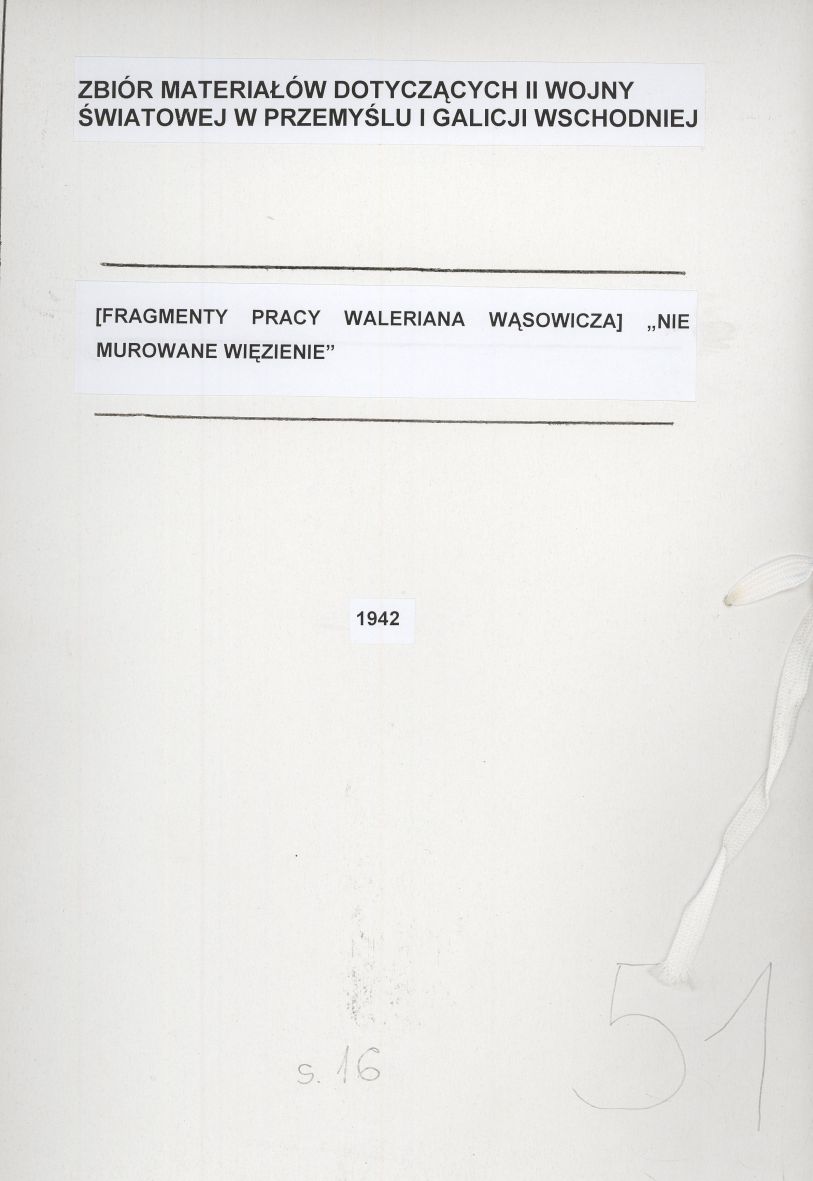 ZBIÓR MATERIAŁÓW DOTYCZĄCYCH II WOJNY
ŚWIATOWEJ W PRZEMYŚLU I GALICJI WSCHODNIEJ
[FRAGMENTY PRACY WALERIANA WĄSOWICZA] „NIE
MUROWANE WIĘZIENIE”
1942
51
s. 16